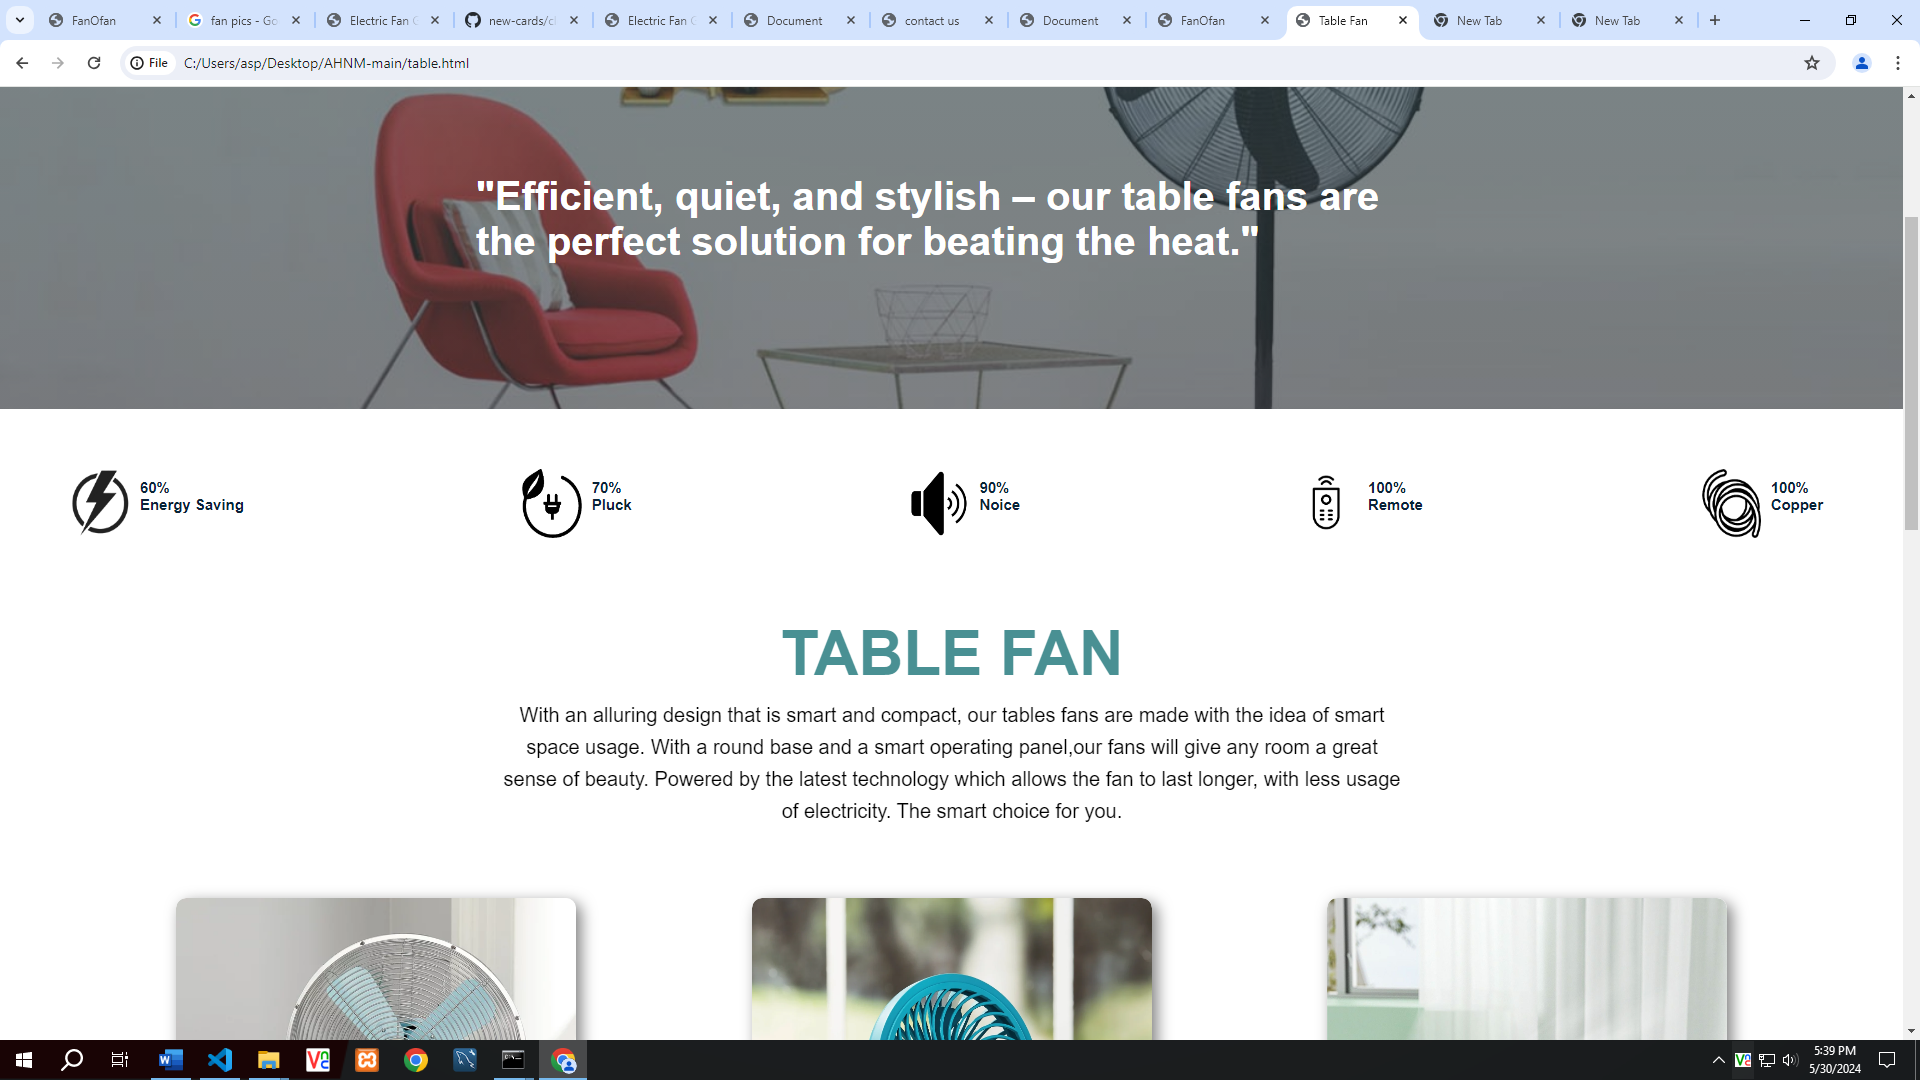 FanOfan
fan pics - Go
Electric Fan C
new-cards/cl
Electric Fan C
Document
contact us
Document
FanOfan
Table Fan
New Tab
New Tab
File
C:/Users/asp/Desktop/AHNM-main/table.html
"Efficient, quiet, and stylish – our table fans are
the perfect solution for beating the heat."
60%
Energy Saving
70%
Pluck
90%
Noice
100%
Remote
100%
Copper
TABLE FAN
With an alluring design that is smart and compact, our tables fans are made with the idea of smart
space usage. With a round base and a smart operating panel,our fans will give any room a great
sense of beauty. Powered by the latest technology which allows the fan to last longer, with less usage
of electricity. The smart choice for you.
5:39 PM
5/30/2024